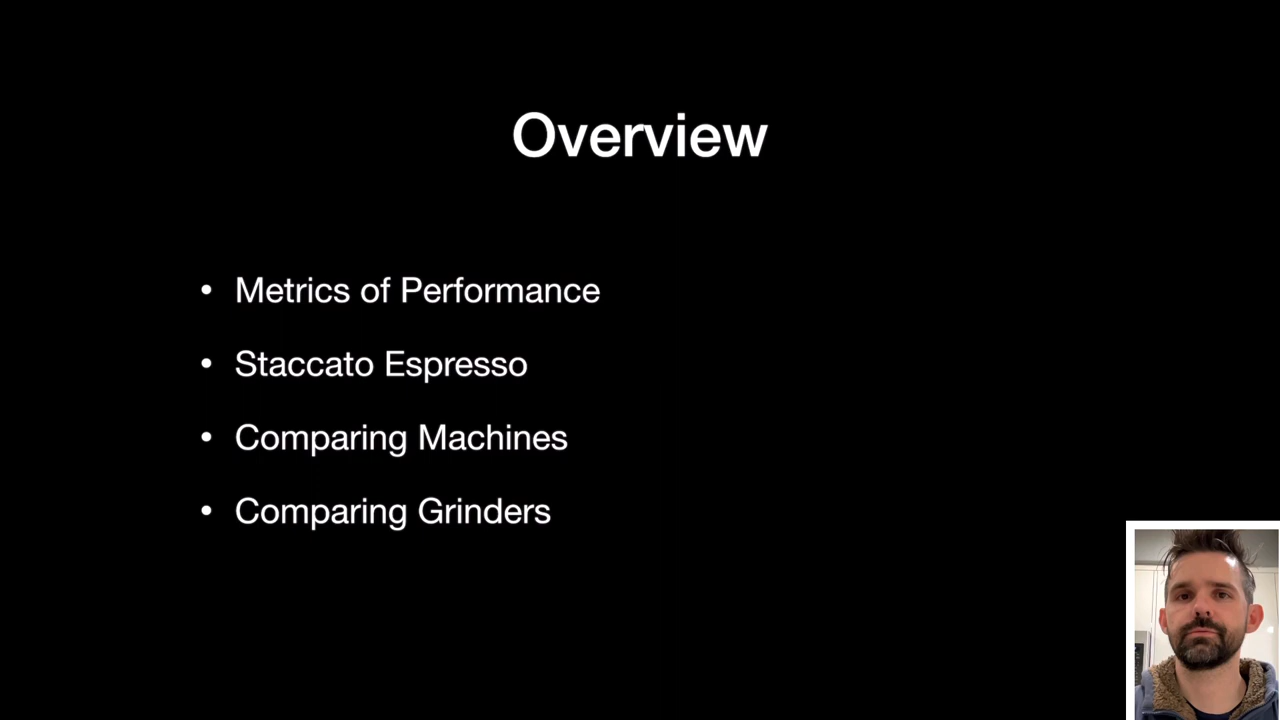 Overview
• Metrics of Performance
• Staccato Espresso
• Comparing Machines
• Comparing Grinders